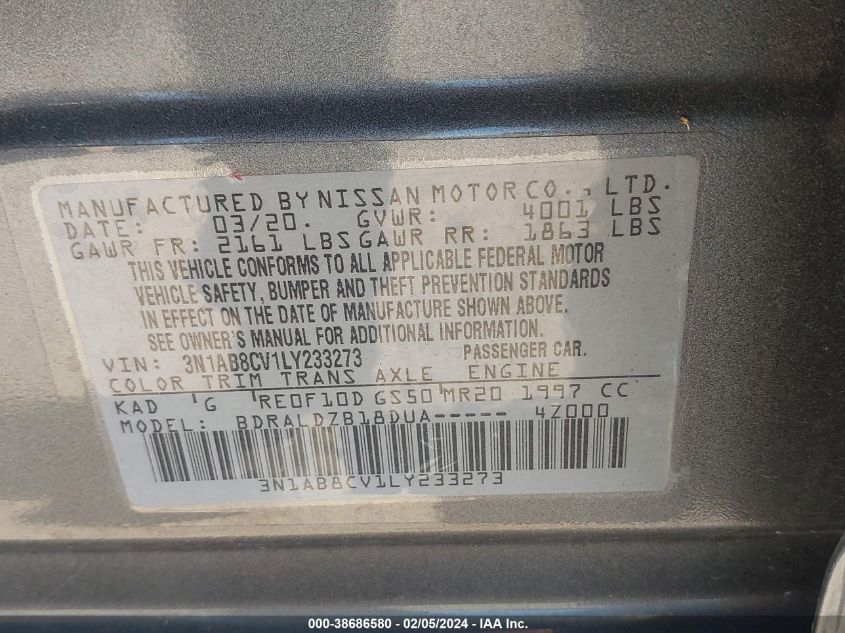 MANUFACTURED BY NISSAN MOTOR CO., LTD.
DATE: 03/20. GVWR: 4001 LBS
GAWR FR: 2161 LBS GAWR RR: 1863 LBS
THIS VEHICLE CONFORMS TO ALL APPLICABLE FEDERAL MOTOR
VEHICLE SAFETY, BUMPER AND THEFT PREVENTION STANDARDS
IN EFFECT ON THE DATE OF MANUFACTURE SHOWN ABOVE.
SEE OWNER'S MANUAL FOR ADDITIONAL INFORMATION.
VIN: 3N1AB8CV1LY233273 PASSENGER CAR.
COLOR TRIM TRANS AXLE ENGINE
KAD G RE0F10D GS50 MR20 1997 CC
MODEL: BDRALDZB18DUA----- 4Z000
3N1AB8CV1LY233273
000-38686580 / 02/05/2024 - IAA Inc.